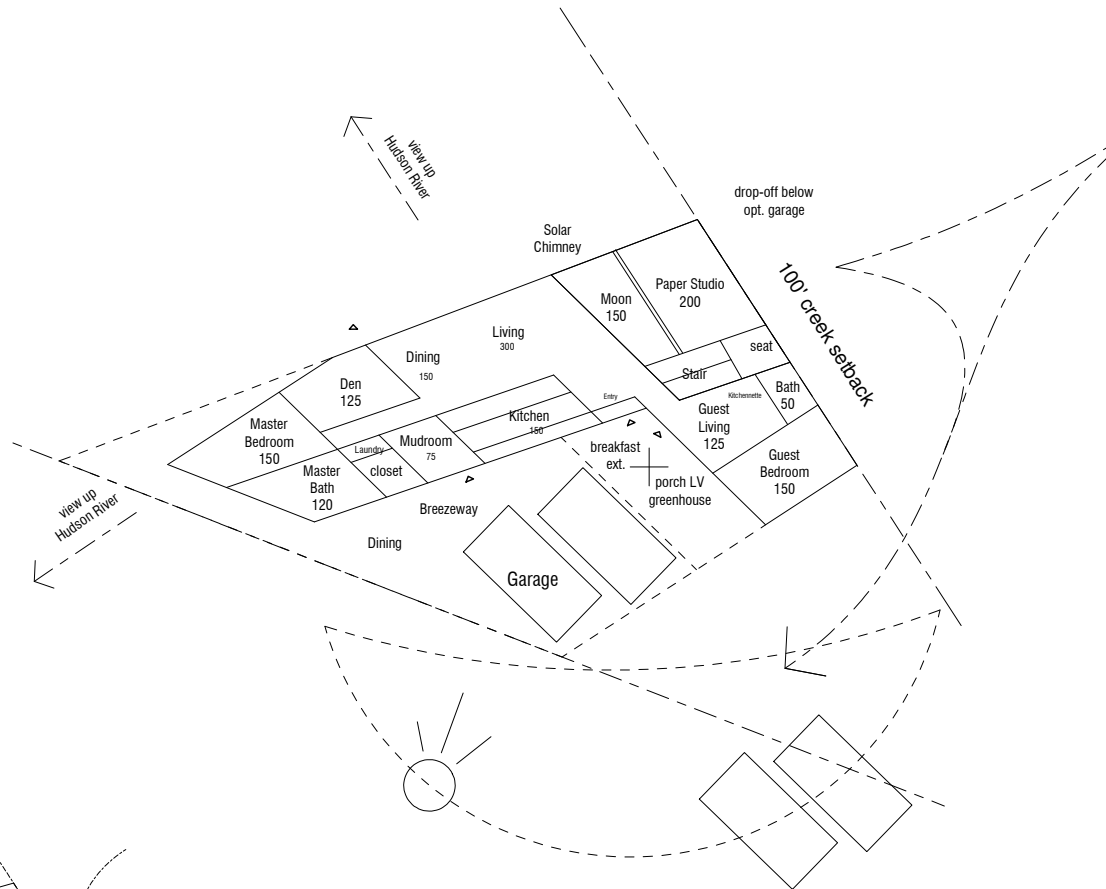 view up
Hudson River
drop-off below
opt. garage
Solar
Chimney
100' creek setback
Paper Studio
200
Moon
150
Living
300
seat
Dining
150
Stair
Den
125
Bath
50
Kitchennette
Entry
Guest
Living
125
Kitchen
150
Master
Bedroom
150
Mudroom
75
Laundry
closet
breakfast
ext.
Guest
Bedroom
150
Master
Bath
120
porch LV
greenhouse
view up
Hudson River
Breezeway
Dining
Garage